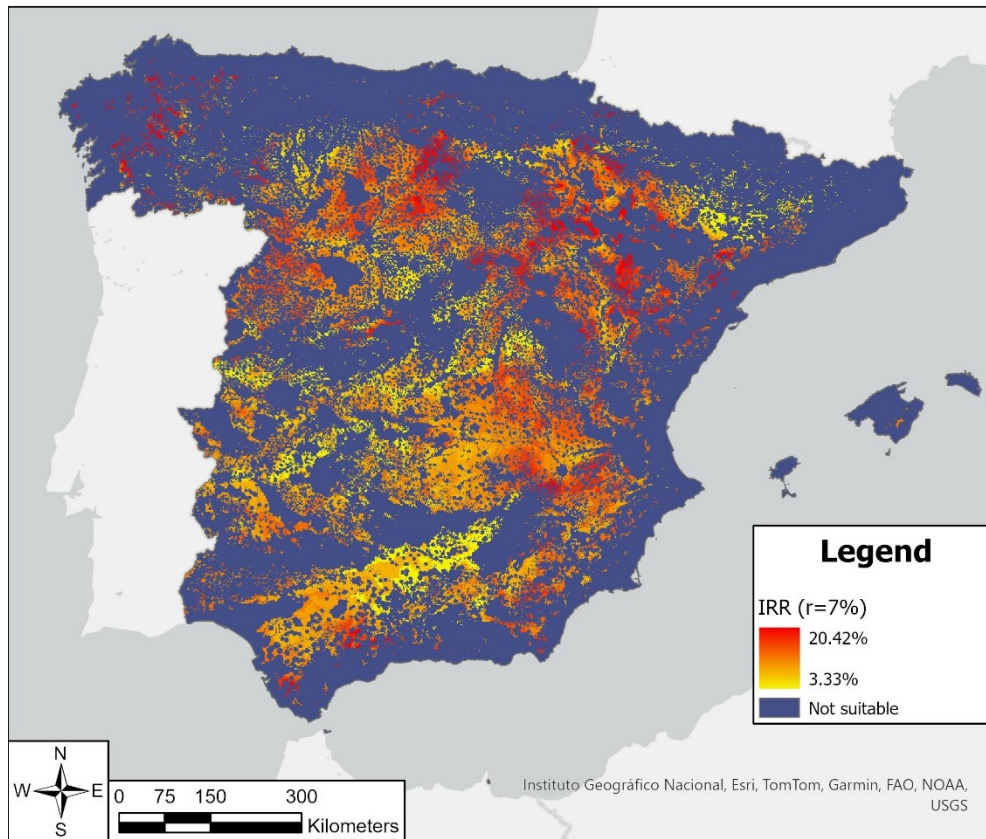 Legend
IRR (r=7%)
20.42%
3.33%
Not suitable
N
W E
S
0 75 150 300
Kilometers
Instituto Geográfico Nacional, Esri, TomTom, Garmin, FAO, NOAA,
USGS